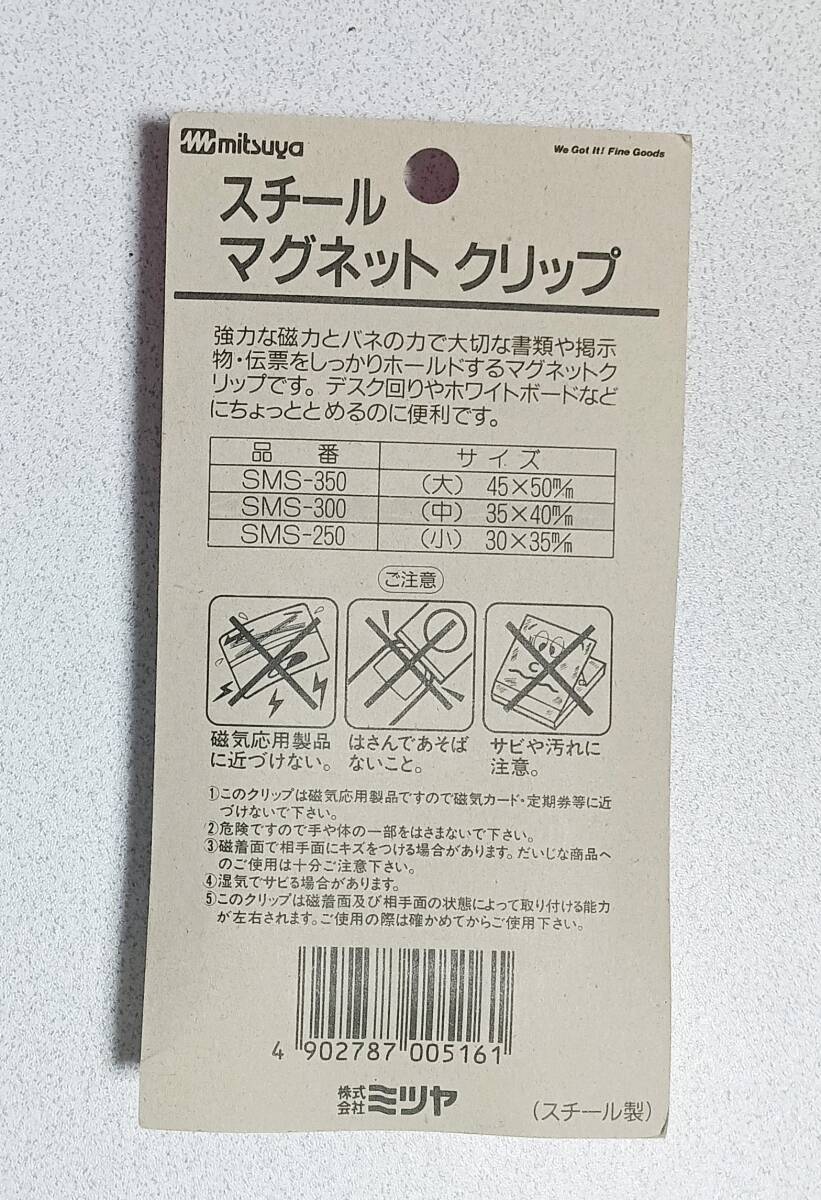 mitsuya
We Got It! Fine Goods
スチール
マグネット クリップ
強力な磁力とバネの力で大切な書類や掲示
物・伝票をしっかりホールドするマグネットク
リップです。デスク回りやホワイトボードなど
にちょっととめるのに便利です。
品 番 サイズ
SMS-350 (大) 45×50m/m
SMS-300 (中) 35×40m/m
SMS-250 (小) 30×35m/m
ご注意
磁気応用製品
に近づけない。
はさんであそば
ないこと。
サビや汚れに
注意。
①このクリップは磁気応用製品ですので磁気カード・定期券等に近
づけないで下さい。
②危険ですので手や体の一部をはさまないで下さい。
③磁着面で相手面にキズをつける場合があります。だいじな商品へ
のご使用は十分ご注意下さい。
④湿気でサビる場合があります。
⑤このクリップは磁着面及び相手面の状態によって取り付ける能力
が左右されます。ご使用の際は確かめてからご使用下さい。
4 902787 005161
株式会社ミツヤ
(スチール製)